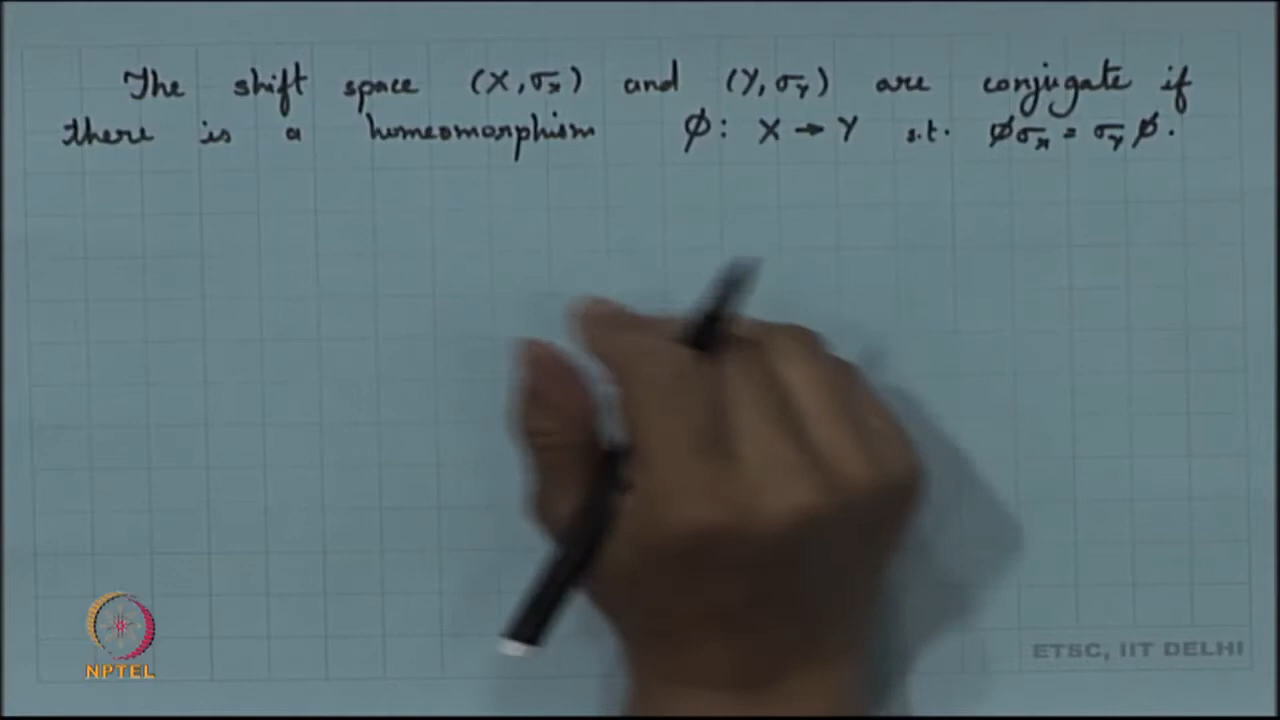 The shift space (X, σ_X) and (Y, σ_Y) are conjugate if
there is a homeomorphism ϕ: X → Y s.t. ϕσ_X = σ_Y ϕ.
NPTEL
ETSC, IIT DELHI